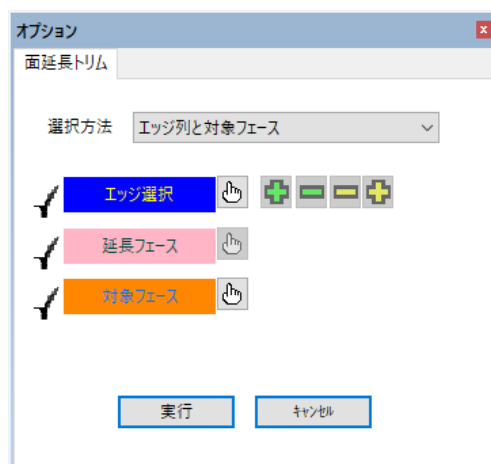 オプション
面延長トリム
選択方法 エッジ列と対象フェース
エッジ選択
延長フェース
対象フェース
実行 キャンセル